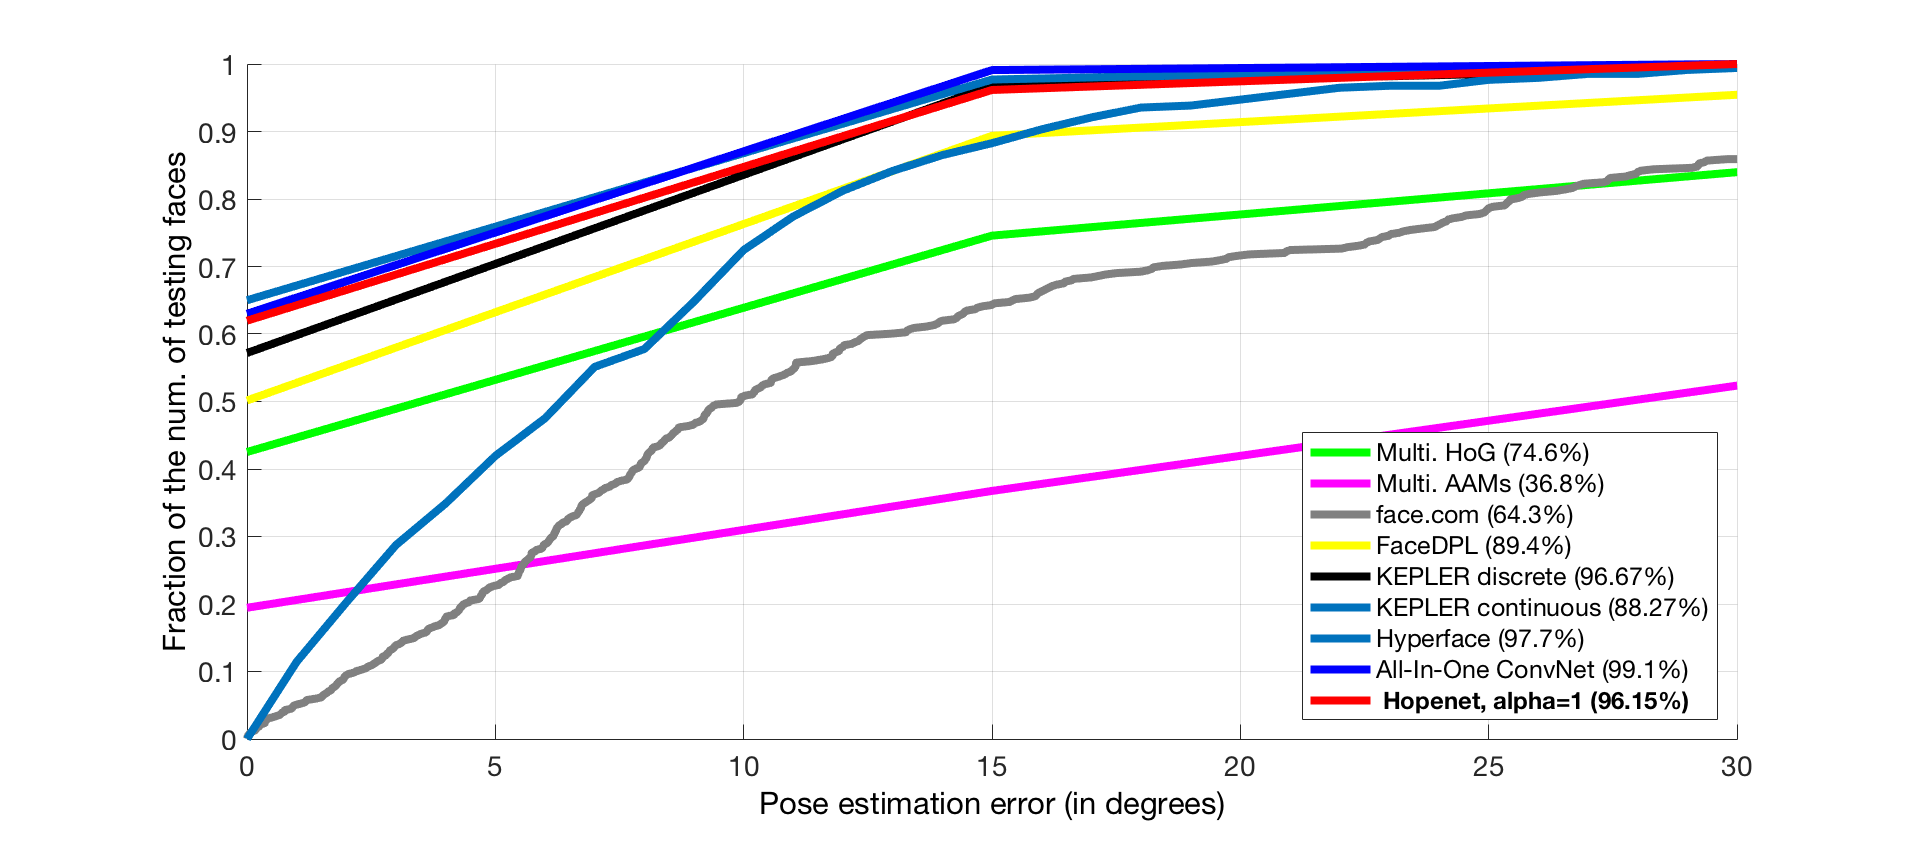 Fraction of the num. of testing faces
1
0.9
0.8
0.7
0.6
0.5
0.4
0.3
0.2
0.1
0
0 5 10 15 20 25 30
Pose estimation error (in degrees)
Multi. HoG (74.6%)
Multi. AAMs (36.8%)
face.com (64.3%)
FaceDPL (89.4%)
KEPLER discrete (96.67%)
KEPLER continuous (88.27%)
Hyperface (97.7%)
All-In-One ConvNet (99.1%)
Hopenet, alpha=1 (96.15%)